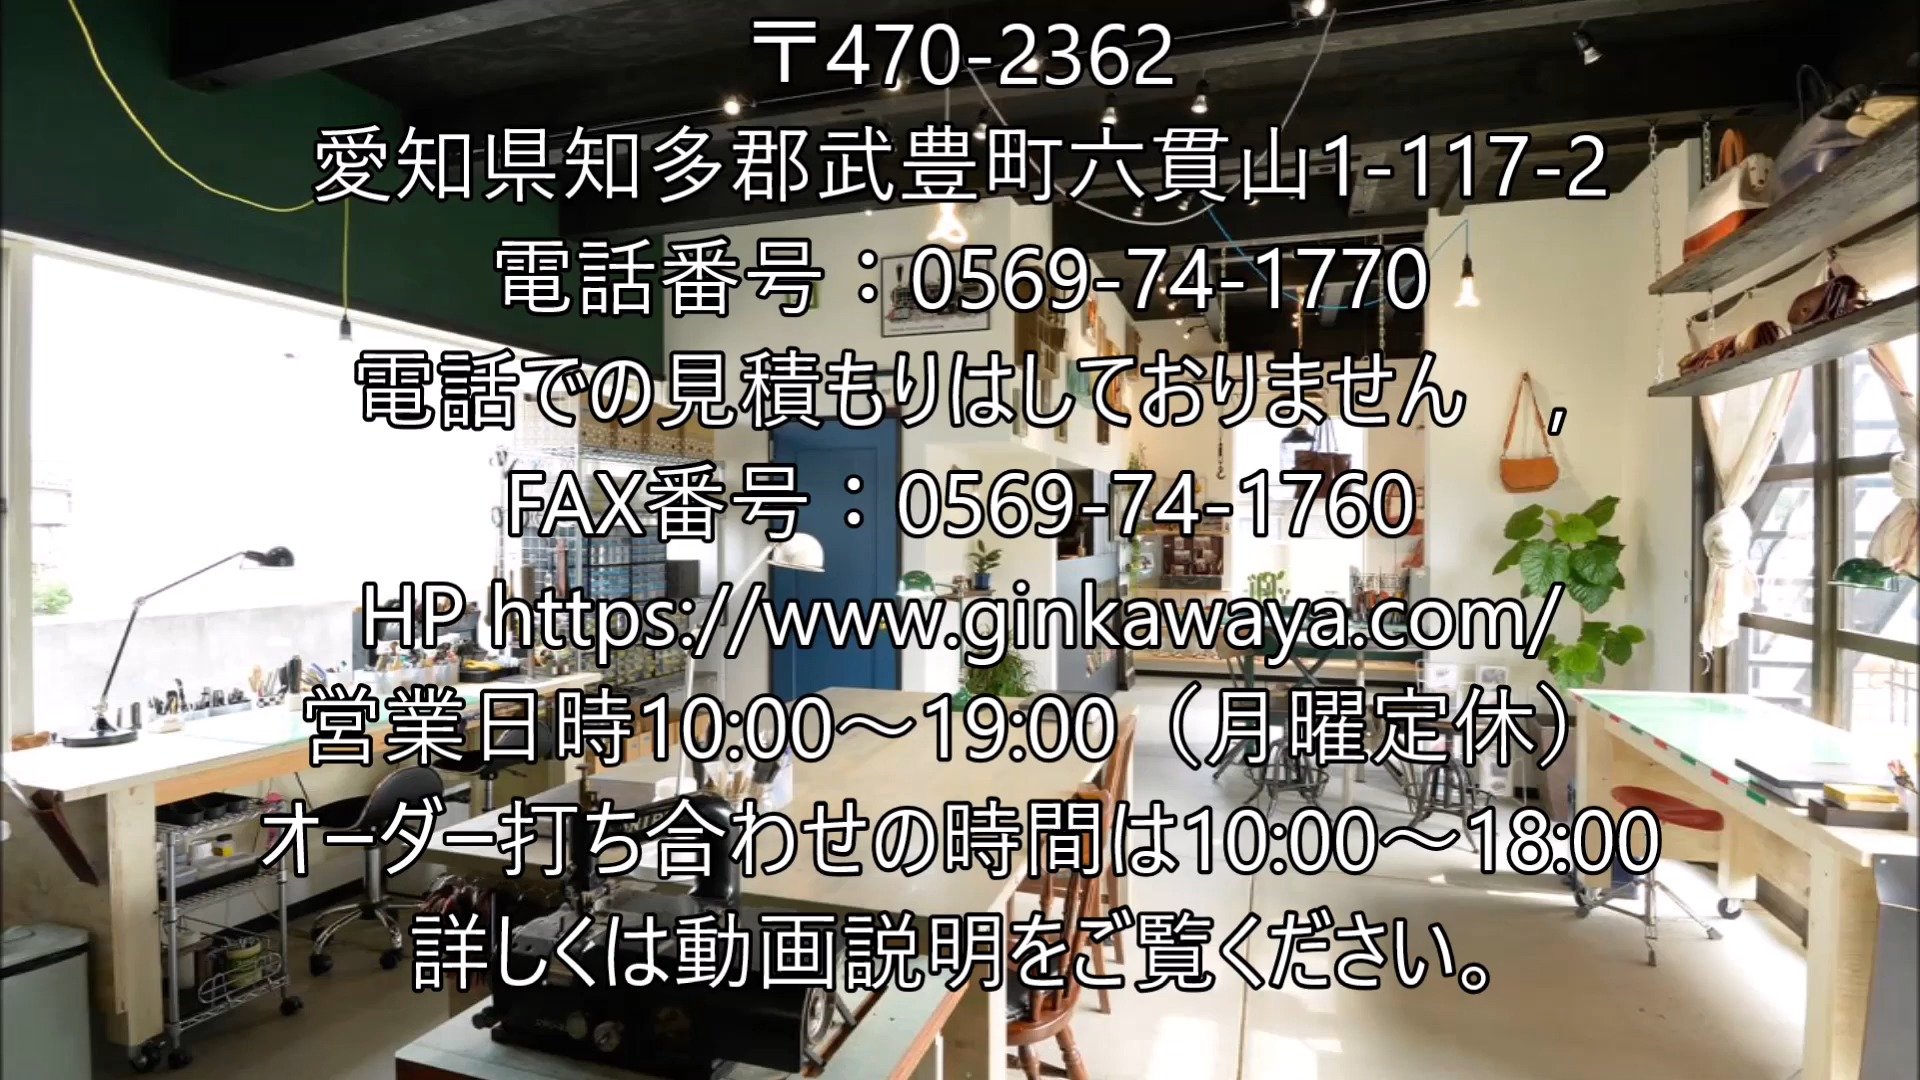 〒470-2362
愛知県知多郡武豊町六貫山1-117-2
電話番号：0569-74-1770
電話での見積もりはしておりません　,
FAX番号：0569-74-1760
HP https://www.ginkawaya.com/
営業日時10:00～19:00（月曜定休）
オーダー打ち合わせの時間は10:00～18:00
詳しくは動画説明をご覧ください。